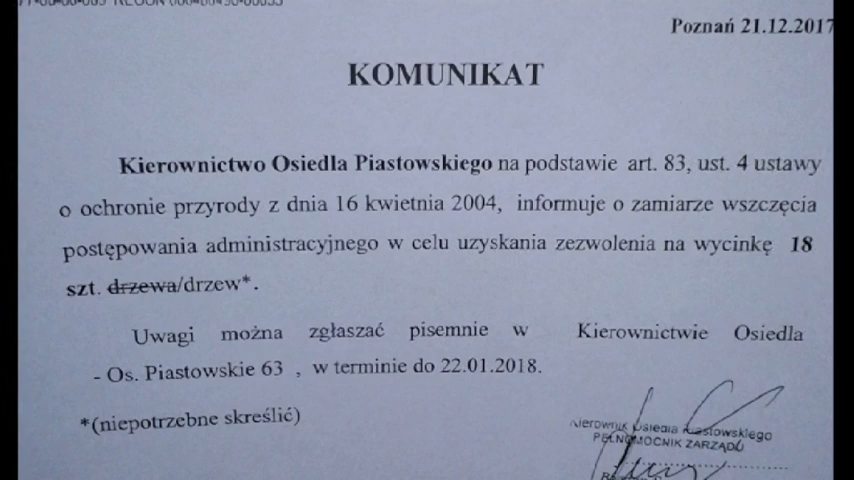 Poznań 21.12.2017
KOMUNIKAT
Kierownictwo Osiedla Piastowskiego na podstawie art. 83, ust. 4 ustawy
o ochronie przyrody z dnia 16 kwietnia 2004, informuje o zamiarze wszczęcia
postępowania administracyjnego w celu uzyskania zezwolenia na wycinkę 18
szt. drzewa/drzew*.
Uwagi można zgłaszać pisemnie w Kierownictwie Osiedla
- Os. Piastowskie 63 , w terminie do 22.01.2018.
*(niepotrzebne skreślić)
Kierownik Osiedla Piastowskiego
PEŁNOMOCNIK ZARZĄDU